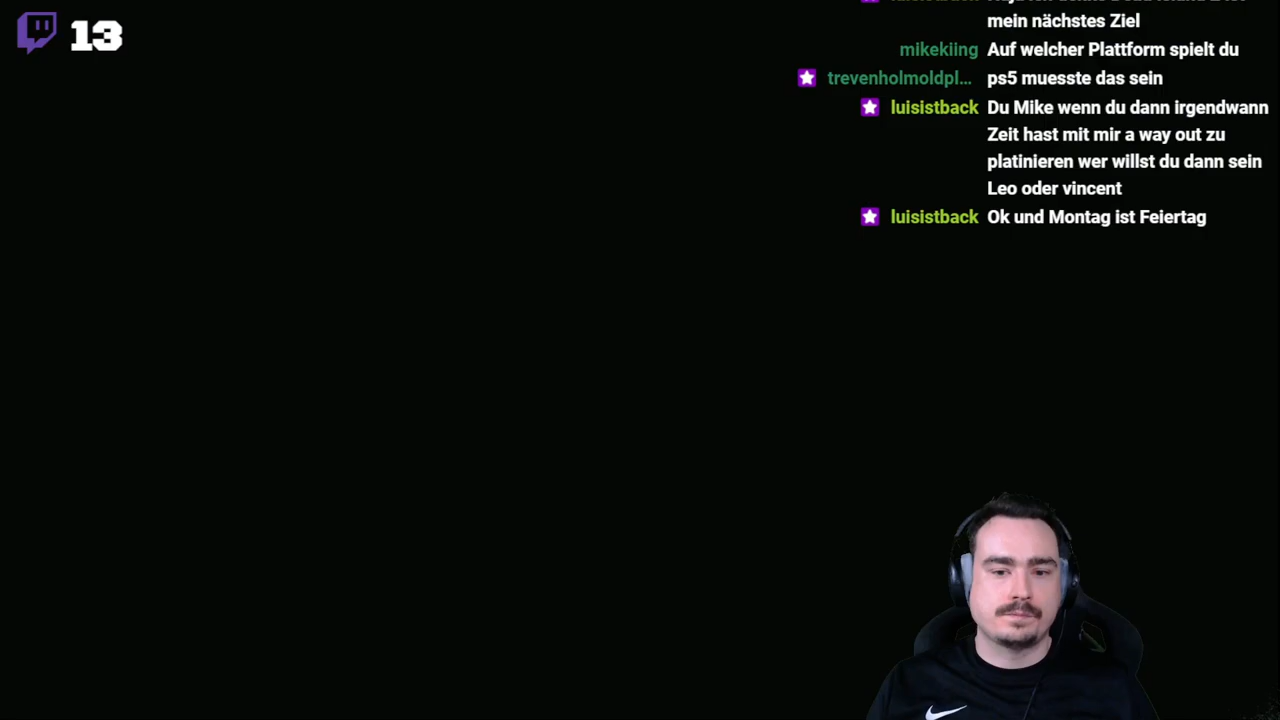 13
mein nächstes Ziel
mikekiing Auf welcher Plattform spielt du
trevenholmoldpl... ps5 muesste das sein
luisistback Du Mike wenn du dann irgendwann
Zeit hast mit mir a way out zu
platinieren wer willst du dann sein
Leo oder vincent
luisistback Ok und Montag ist Feiertag